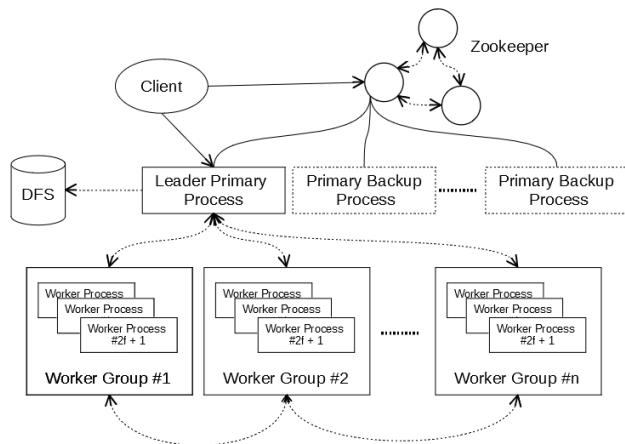 Zookeeper
Client
DFS
Leader Primary
Process
Primary Backup
Process
Primary Backup
Process
Worker Process
Worker Process
Worker Process
#2f + 1
Worker Group #1
Worker Process
Worker Process
Worker Process
#2f + 1
Worker Group #2
Worker Process
Worker Process
Worker Process
#2f + 1
Worker Group #n